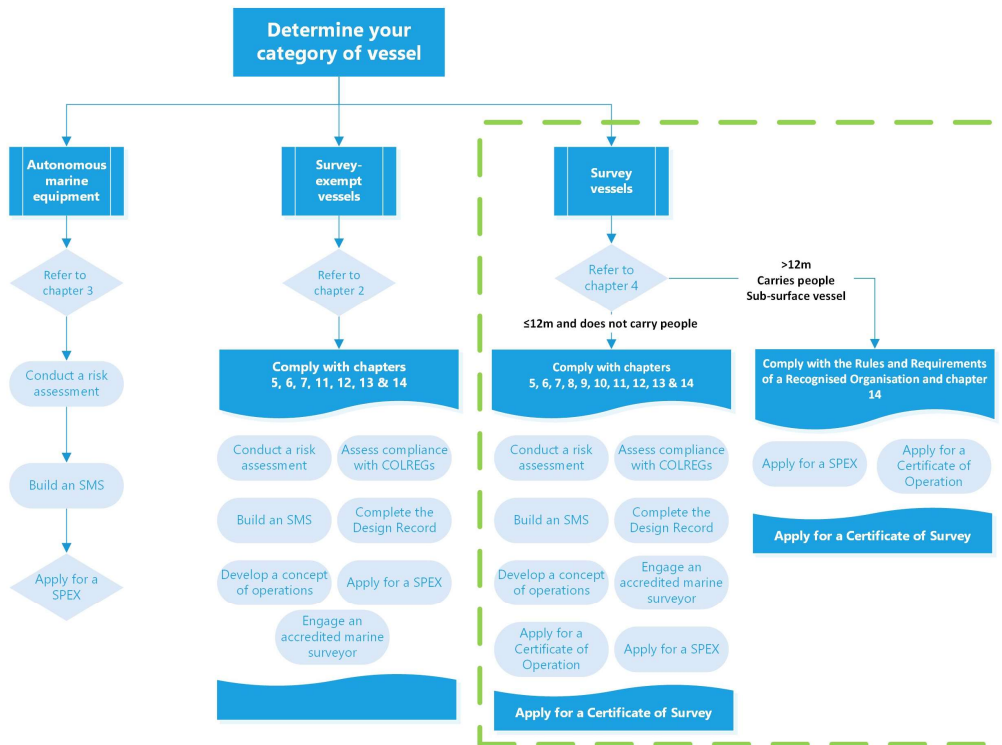 Determine your
category of vessel
Autonomous
marine
equipment
Refer to
chapter 3
Conduct a risk
assessment
Build an SMS
Apply for a
SPEX
Survey-
exempt
vessels
Refer to
chapter 2
Comply with chapters
5, 6, 7, 11, 12, 13 & 14
Conduct a risk
assessment
Assess compliance
with COLREGs
Build an SMS
Complete the
Design Record
Develop a concept
of operations
Apply for a SPEX
Engage an
accredited marine
surveyor
Survey
vessels
Refer to
chapter 4
≤12m and does not carry people
Comply with chapters
5, 6, 7, 8, 9, 10, 11, 12, 13 & 14
Conduct a risk
assessment
Assess compliance
with COLREGs
Build an SMS
Complete the
Design Record
Develop a concept
of operations
Engage an
accredited marine
surveyor
Apply for a
Certificate of
Operation
Apply for a SPEX
Apply for a Certificate of Survey
>12m
Carries people
Sub-surface vessel
Comply with the Rules and Requirements
of a Recognised Organisation and chapter
14
Apply for a SPEX
Apply for a
Certificate of
Operation
Apply for a Certificate of Survey